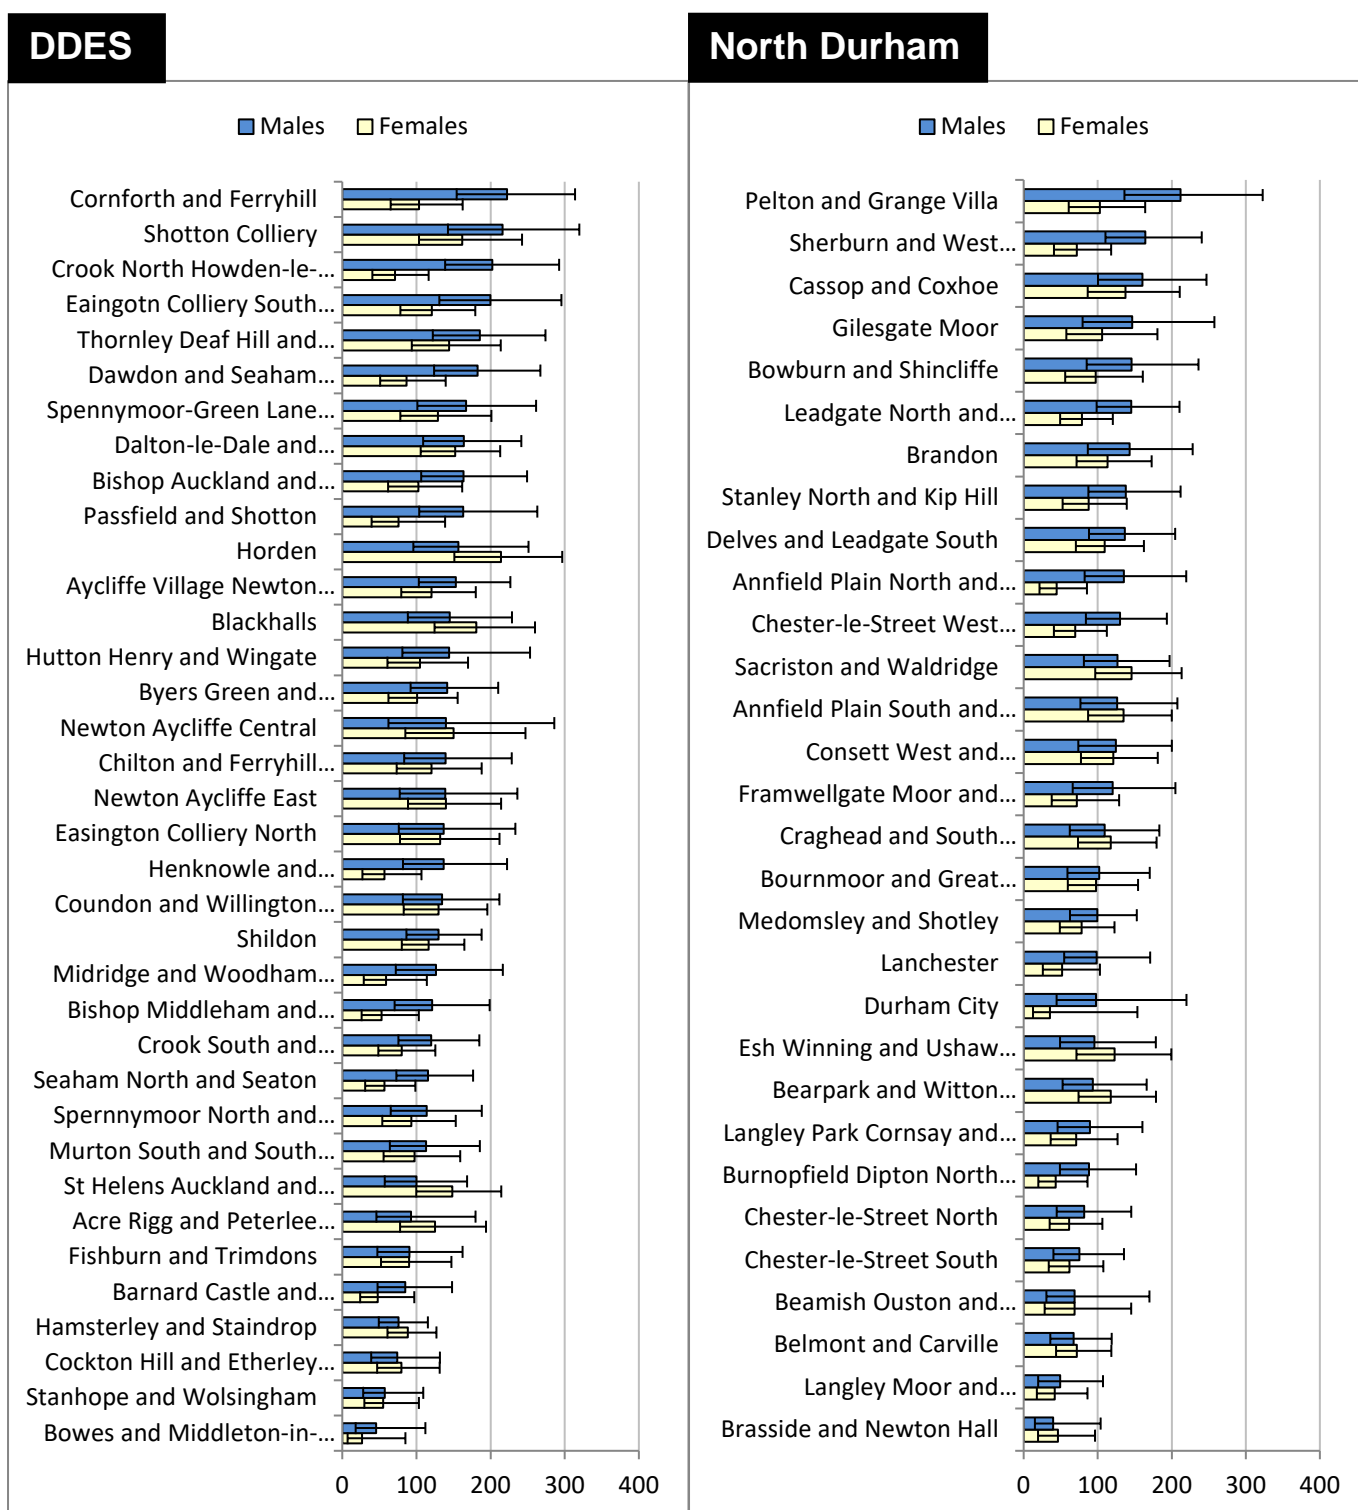 DDES
Males Females
Cornforth and Ferryhill
Shotton Colliery
Crook North Howden-le-...
Eaingotn Colliery South...
Thornley Deaf Hill and...
Dawdon and Seaham...
Spennymoor-Green Lane...
Dalton-le-Dale and...
Bishop Auckland and...
Passfield and Shotton
Horden
Aycliffe Village Newton...
Blackhalls
Hutton Henry and Wingate
Byers Green and...
Newton Aycliffe Central
Chilton and Ferryhill...
Newton Aycliffe East
Easington Colliery North
Henknowle and...
Coundon and Willington...
Shildon
Midridge and Woodham...
Bishop Middleham and...
Crook South and...
Seaham North and Seaton
Spernnymoor North and...
Murton South and South...
St Helens Auckland and...
Acre Rigg and Peterlee...
Fishburn and Trimdons
Barnard Castle and...
Hamsterley and Staindrop
Cockton Hill and Etherley...
Stanhope and Wolsingham
Bowes and Middleton-in-...
0 100 200 300 400
North Durham
Males Females
Pelton and Grange Villa
Sherburn and West...
Cassop and Coxhoe
Gilesgate Moor
Bowburn and Shincliffe
Leadgate North and...
Brandon
Stanley North and Kip Hill
Delves and Leadgate South
Annfield Plain North and...
Chester-le-Street West...
Sacriston and Waldridge
Annfield Plain South and...
Consett West and...
Framwellgate Moor and...
Craghead and South...
Bournmoor and Great...
Medomsley and Shotley
Lanchester
Durham City
Esh Winning and Ushaw...
Bearpark and Witton...
Langley Park Cornsay and...
Burnopfield Dipton North...
Chester-le-Street North
Chester-le-Street South
Beamish Ouston and...
Belmont and Carville
Langley Moor and...
Brasside and Newton Hall
0 100 200 300 400